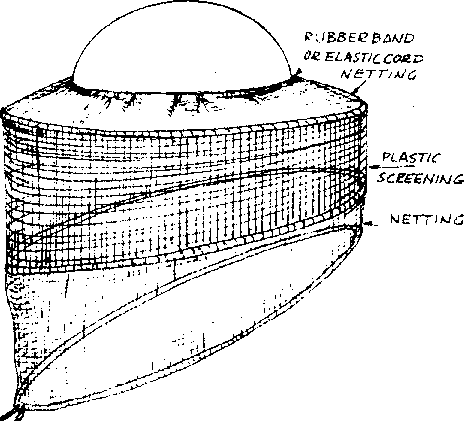 RUBBER BAND
OR ELASTIC CORD
NETTING
PLASTIC
SCREENING
NETTING